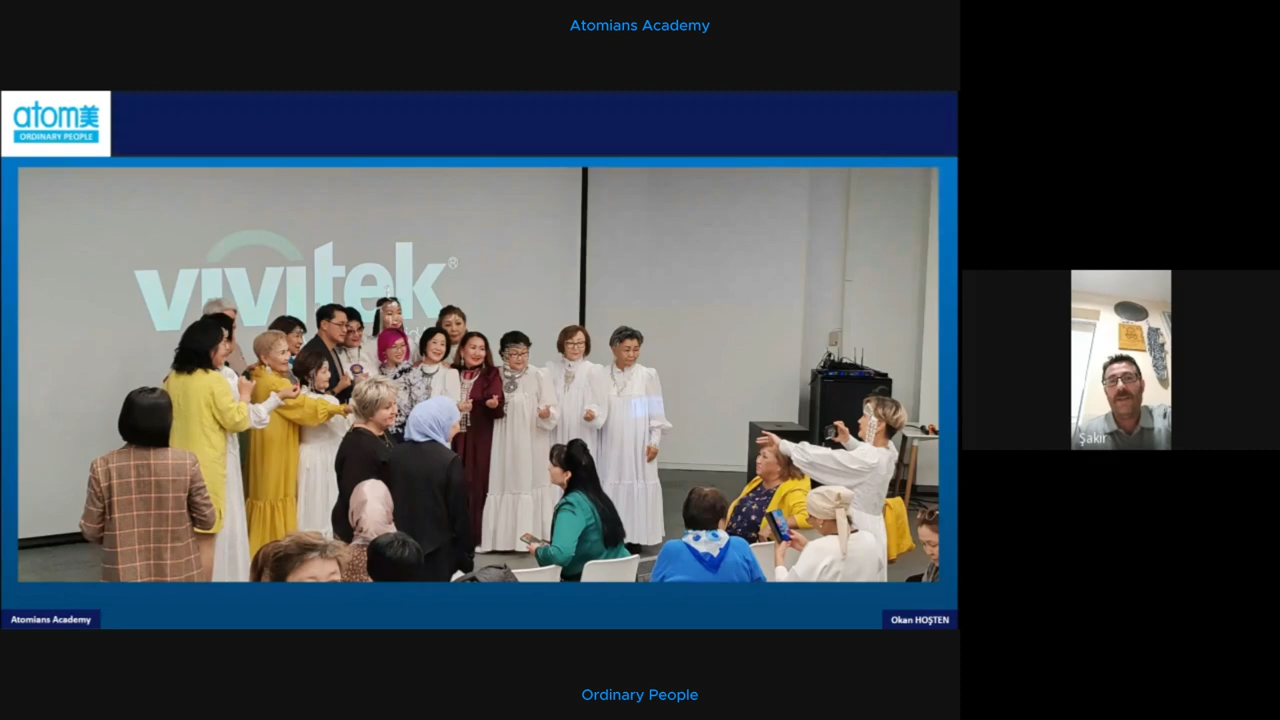 Atomians Academy
atom美
ORDINARY PEOPLE
vivitek®
Şakir
Atomians Academy
Okan HOŞTEN
Ordinary People